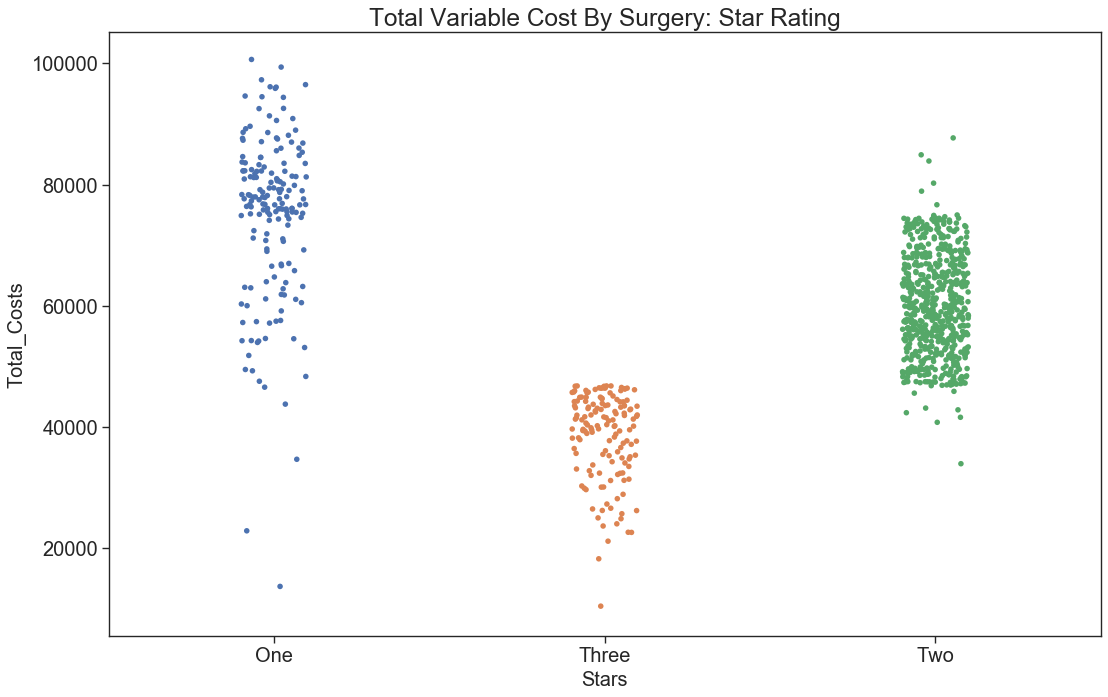 Total Variable Cost By Surgery: Star Rating
100000
80000
60000
40000
20000
Total_Costs
One
Three
Two
Stars